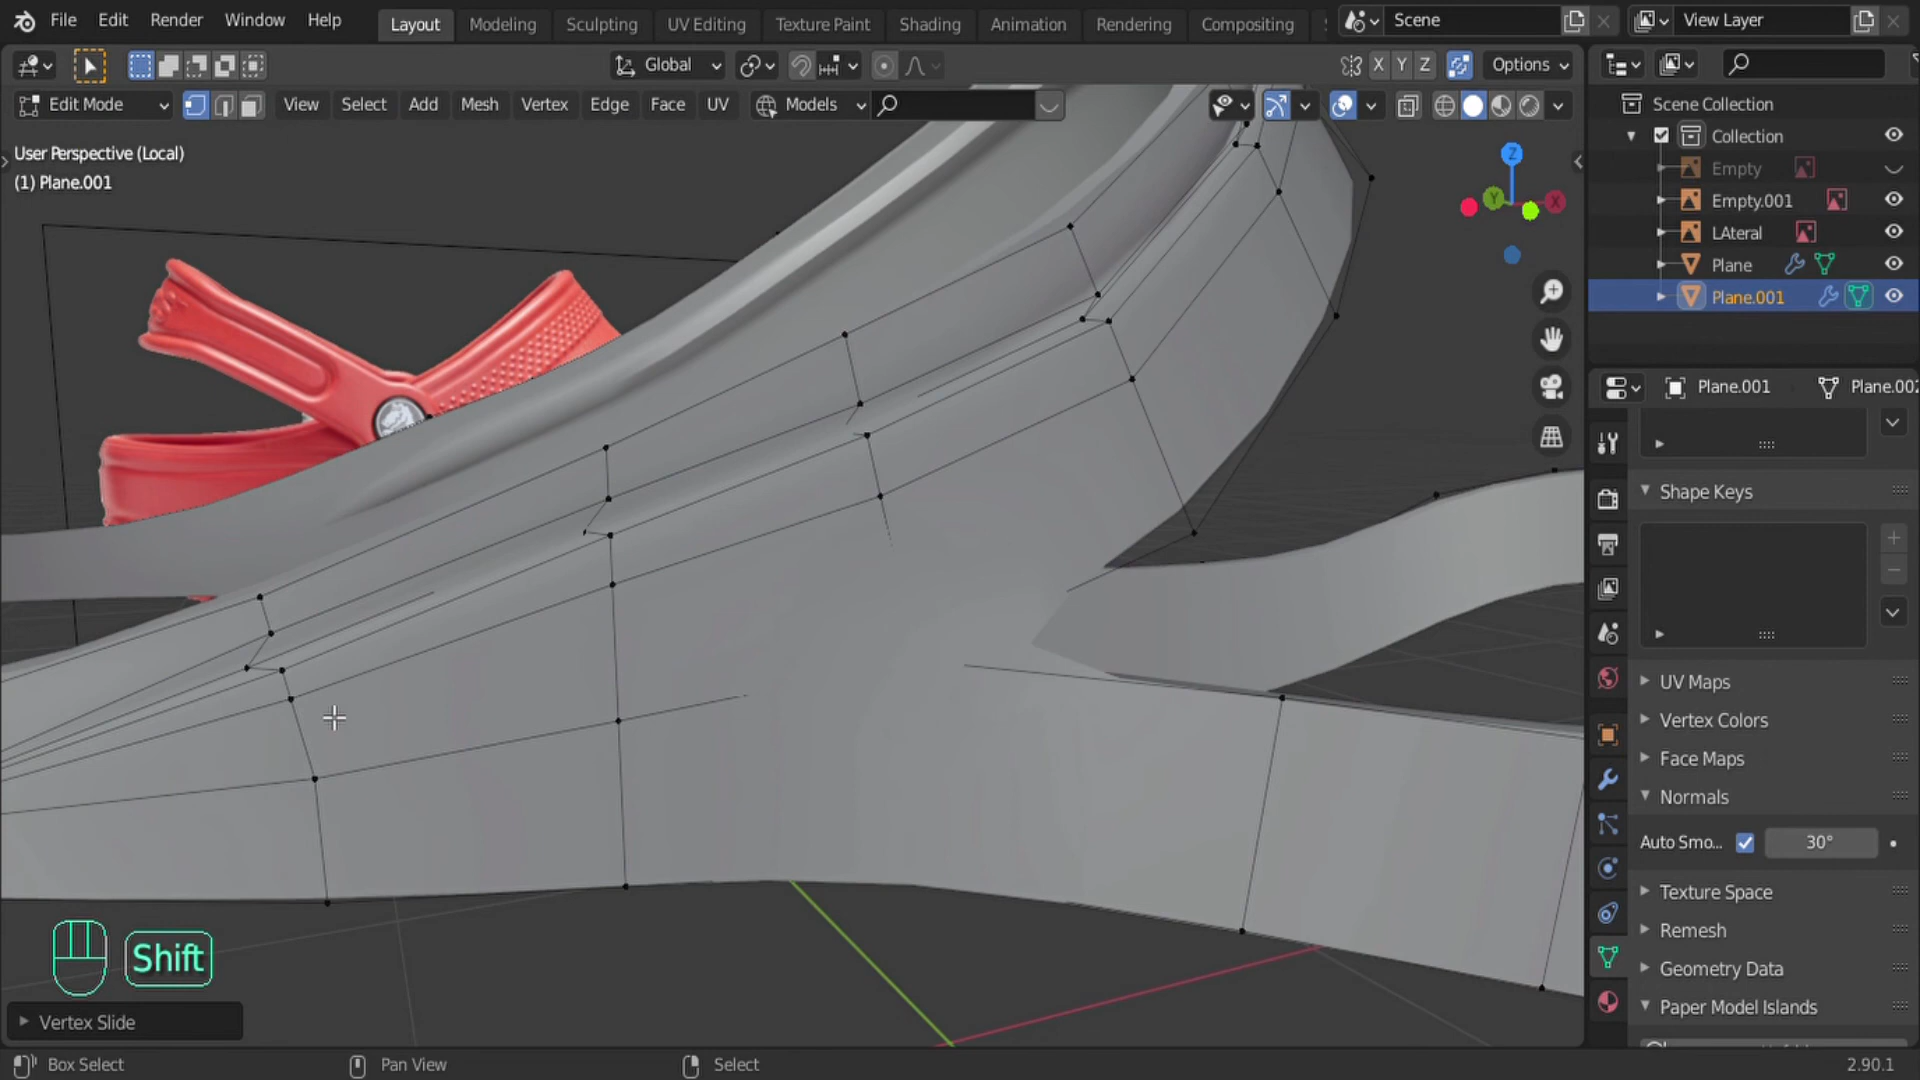 File Edit Render Window Help Layout Modeling Sculpting UV Editing Texture Paint Shading Animation Rendering Compositing Scene View Layer
Global X Y Z Options
Edit Mode View Select Add Mesh Vertex Edge Face UV Models
Scene Collection
Collection
Empty
Empty.001
LAteral
Plane
Plane.001
User Perspective (Local)
(1) Plane.001
Z
Y
X
Plane.001 Plane.002
Shape Keys
UV Maps
Vertex Colors
Face Maps
Normals
Auto Smo... 30°
Texture Space
Remesh
Geometry Data
Paper Model Islands
Shift
Vertex Slide
Box Select Pan View Select 2.90.1